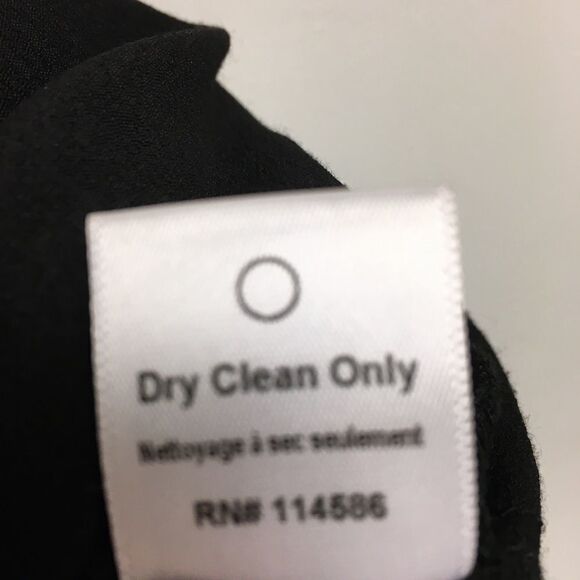 Dry Clean Only
Nettoyage à sec seulement
RN# 114586